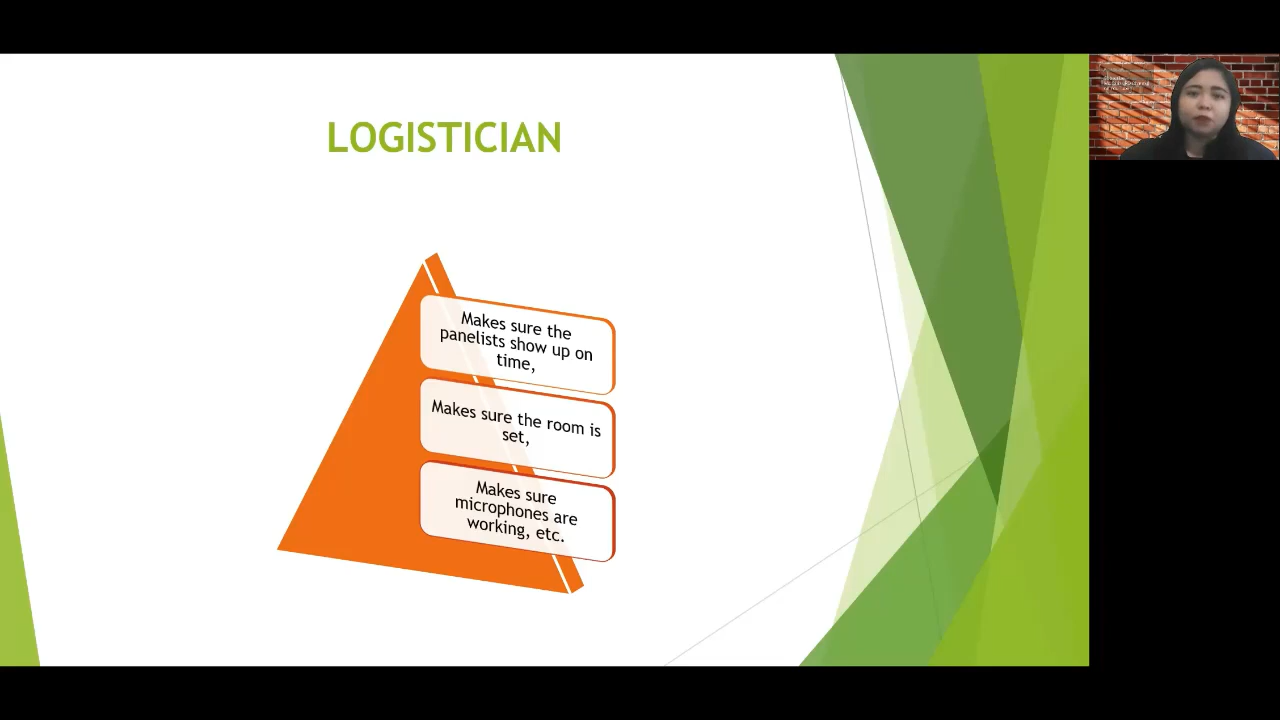 LOGISTICIAN
Makes sure the
panelists show up on
time,
Makes sure the room is
set,
Makes sure
microphones are
working, etc.